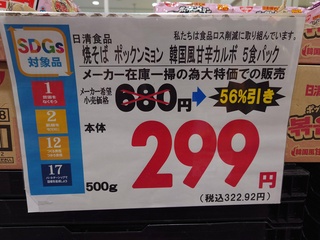 SDGs
対象品
1
2
12
17
日清食品
私たちは食品ロス削減に取り組んでいます。
焼そば ポックンミョン 韓国風甘辛カルボ 5食パック
メーカー在庫一掃の為大特価での販売
メーカー希望
小売価格
680円
56%引き
本体
299円
500g
(税込322.92円)